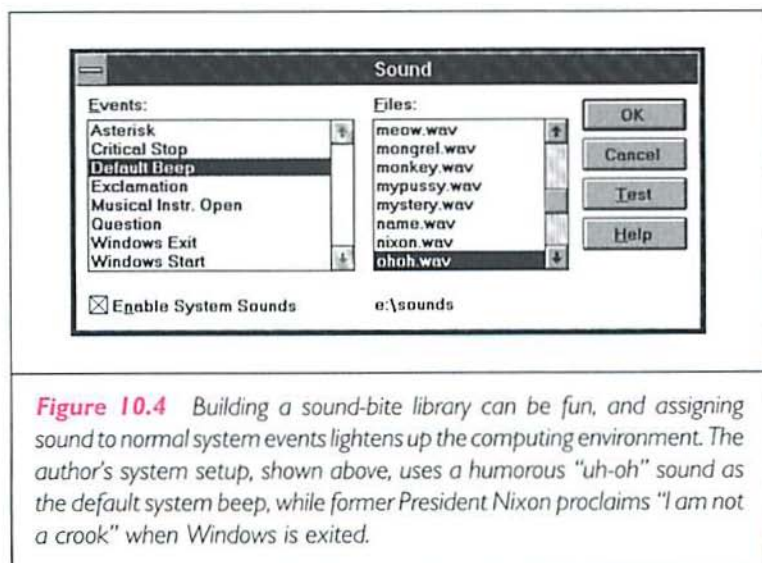 Sound
Events:
Asterisk
Critical Stop
Default Beep
Exclamation
Musical Instr. Open
Question
Windows Exit
Windows Start
Enable System Sounds
Files:
meow.wav
mongrel.wav
monkey.wav
mypussy.wav
mystery.wav
name.wav
nixon.wav
ohoh.wav
e:\sounds
OK
Cancel
Test
Help
Figure 10.4 Building a sound-bite library can be fun, and assigning
sound to normal system events lightens up the computing environment. The
author's system setup, shown above, uses a humorous "uh-oh" sound as
the default system beep, while former President Nixon proclaims "I am not
a crook" when Windows is exited.